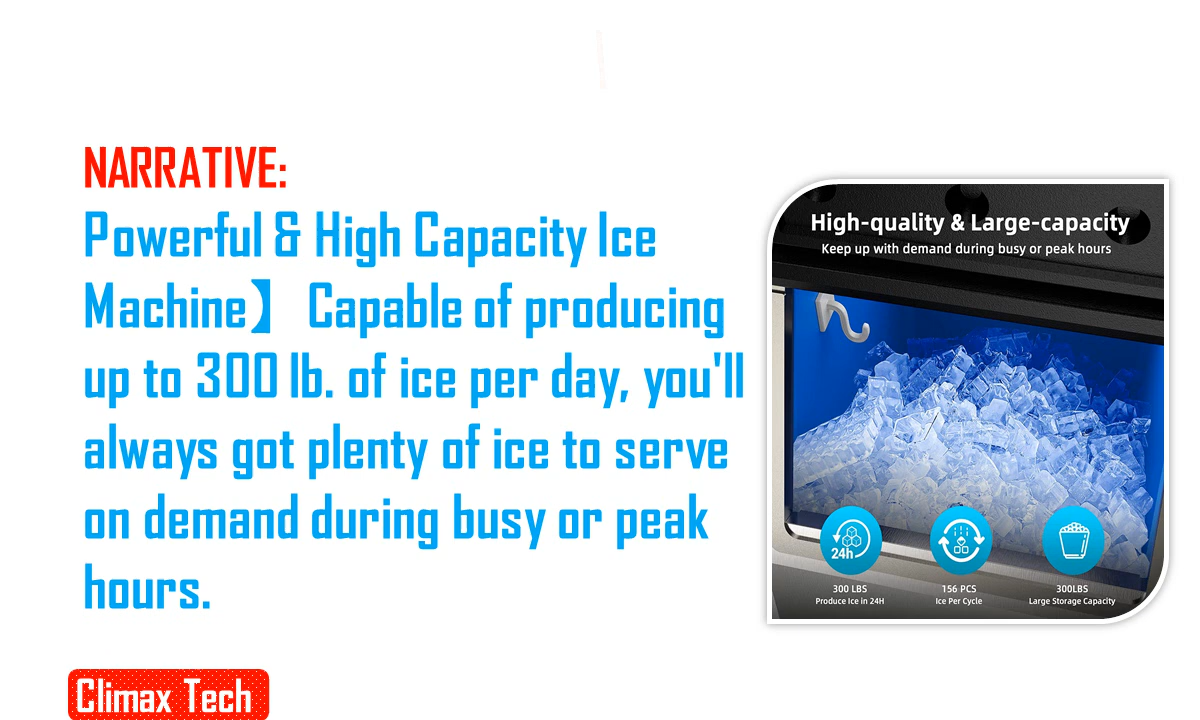 NARRATIVE:
Powerful & High Capacity Ice
Machine】 Capable of producing
up to 300 lb. of ice per day, you'll
always got plenty of ice to serve
on demand during busy or peak
hours.
High-quality & Large-capacity
Keep up with demand during busy or peak hours
24h
300 LBS
Produce Ice in 24H
156 PCS
Ice Per Cycle
300LBS
Large Storage Capacity
Climax Tech